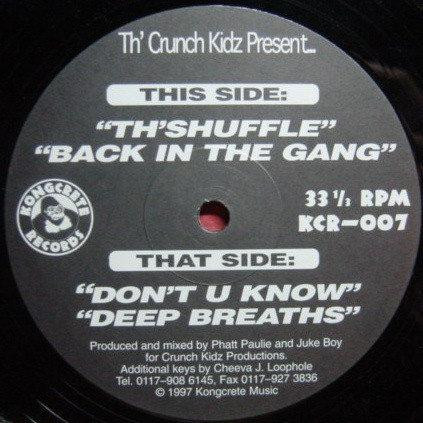 Th' Crunch Kidz Present...
THIS SIDE:
"TH'SHUFFLE"
"BACK IN THE GANG"
KONGCRETE RECORDS
33 1/3 RPM
KCR-007
THAT SIDE:
"DON'T U KNOW"
"DEEP BREATHS"
Produced and mixed by Phatt Paulie and Juke Boy
for Crunch Kidz Productions.
Additional keys by Cheeva J. Loophole
Tel. 0117-908 6145, Fax 0117-927 3836
© 1997 Kongcrete Music